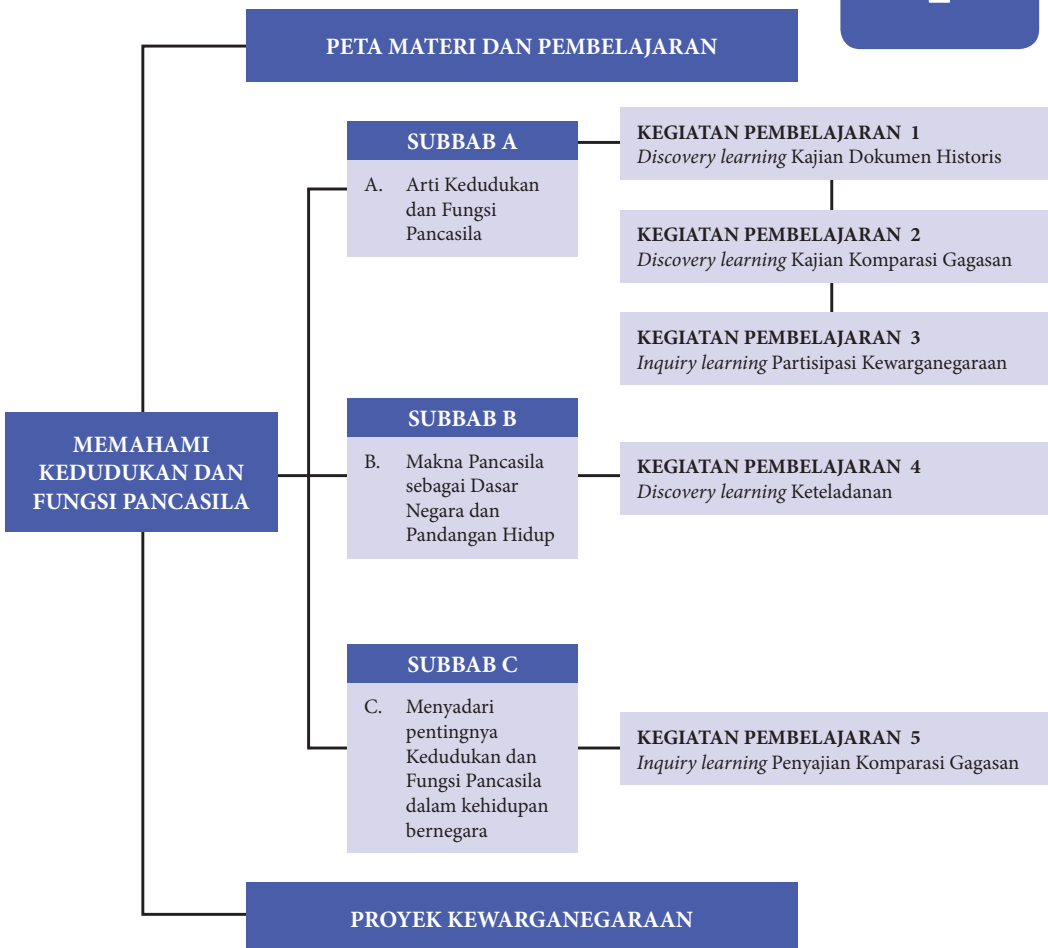 PETA MATERI DAN PEMBELAJARAN
SUBBAB A
A. Arti Kedudukan
dan Fungsi
Pancasila
KEGIATAN PEMBELAJARAN 1
Discovery learning Kajian Dokumen Historis
KEGIATAN PEMBELAJARAN 2
Discovery learning Kajian Komparasi Gagasan
KEGIATAN PEMBELAJARAN 3
Inquiry learning Partisipasi Kewarganegaraan
MEMAHAMI
KEDUDUKAN DAN
FUNGSI PANCASILA
SUBBAB B
B. Makna Pancasila
sebagai Dasar
Negara dan
Pandangan Hidup
KEGIATAN PEMBELAJARAN 4
Discovery learning Keteladanan
SUBBAB C
C. Menyadari
pentingnya
Kedudukan dan
Fungsi Pancasila
dalam kehidupan
bernegara
KEGIATAN PEMBELAJARAN 5
Inquiry learning Penyajian Komparasi Gagasan
PROYEK KEWARGANEGARAAN